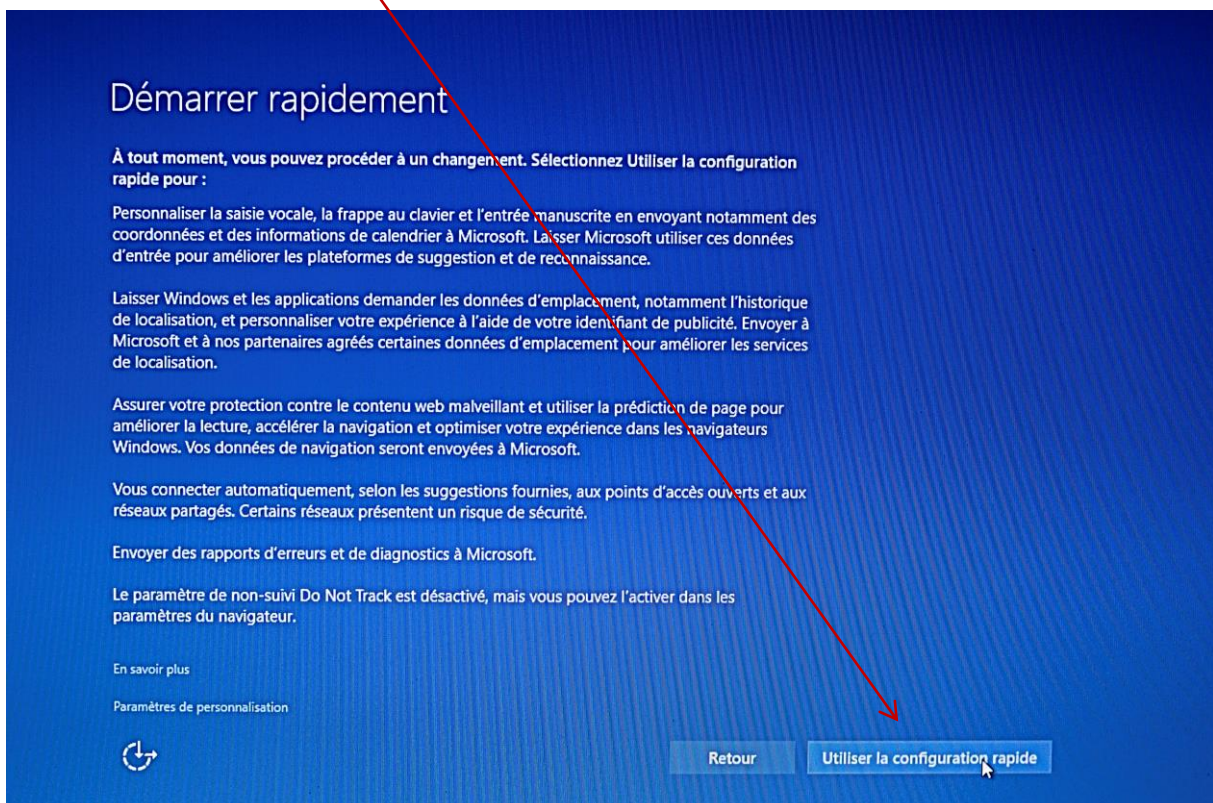 Démarrer rapidement
À tout moment, vous pouvez procéder à un changement. Sélectionnez Utiliser la configuration
rapide pour :
Personnaliser la saisie vocale, la frappe au clavier et l'entrée manuscrite en envoyant notamment des
coordonnées et des informations de calendrier à Microsoft. Laisser Microsoft utiliser ces données
d'entrée pour améliorer les plateformes de suggestion et de reconnaissance.
Laisser Windows et les applications demander les données d'emplacement, notamment l'historique
de localisation, et personnaliser votre expérience à l'aide de votre identifiant de publicité. Envoyer à
Microsoft et à nos partenaires agréés certaines données d'emplacement pour améliorer les services
de localisation.
Assurer votre protection contre le contenu web malveillant et utiliser la prédiction de page pour
améliorer la lecture, accélérer la navigation et optimiser votre expérience dans les navigateurs
Windows. Vos données de navigation seront envoyées à Microsoft.
Vous connecter automatiquement, selon les suggestions fournies, aux points d'accès ouverts et aux
réseaux partagés. Certains réseaux présentent un risque de sécurité.
Envoyer des rapports d'erreurs et de diagnostics à Microsoft.
Le paramètre de non-suivi Do Not Track est désactivé, mais vous pouvez l'activer dans les
paramètres du navigateur.
En savoir plus
Paramètres de personnalisation
Retour
Utiliser la configuration rapide